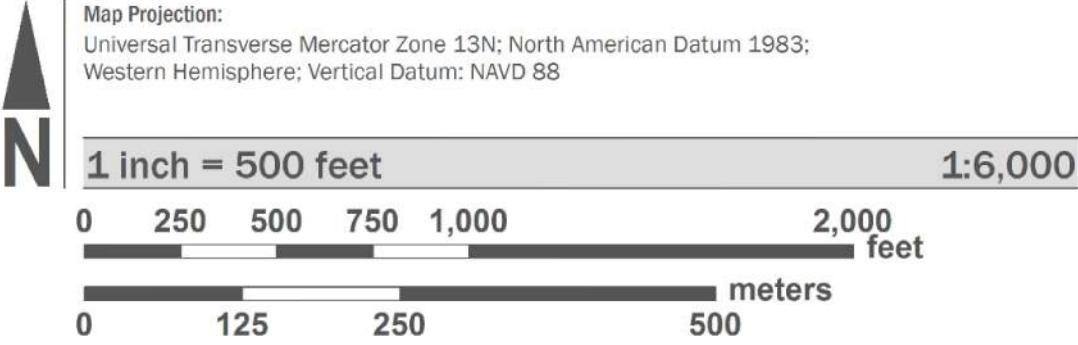 Map Projection:
Universal Transverse Mercator Zone 13N; North American Datum 1983;
Western Hemisphere; Vertical Datum: NAVD 88
N
1 inch = 500 feet 1:6,000
0 250 500 750 1,000 2,000
feet
meters
0 125 250 500